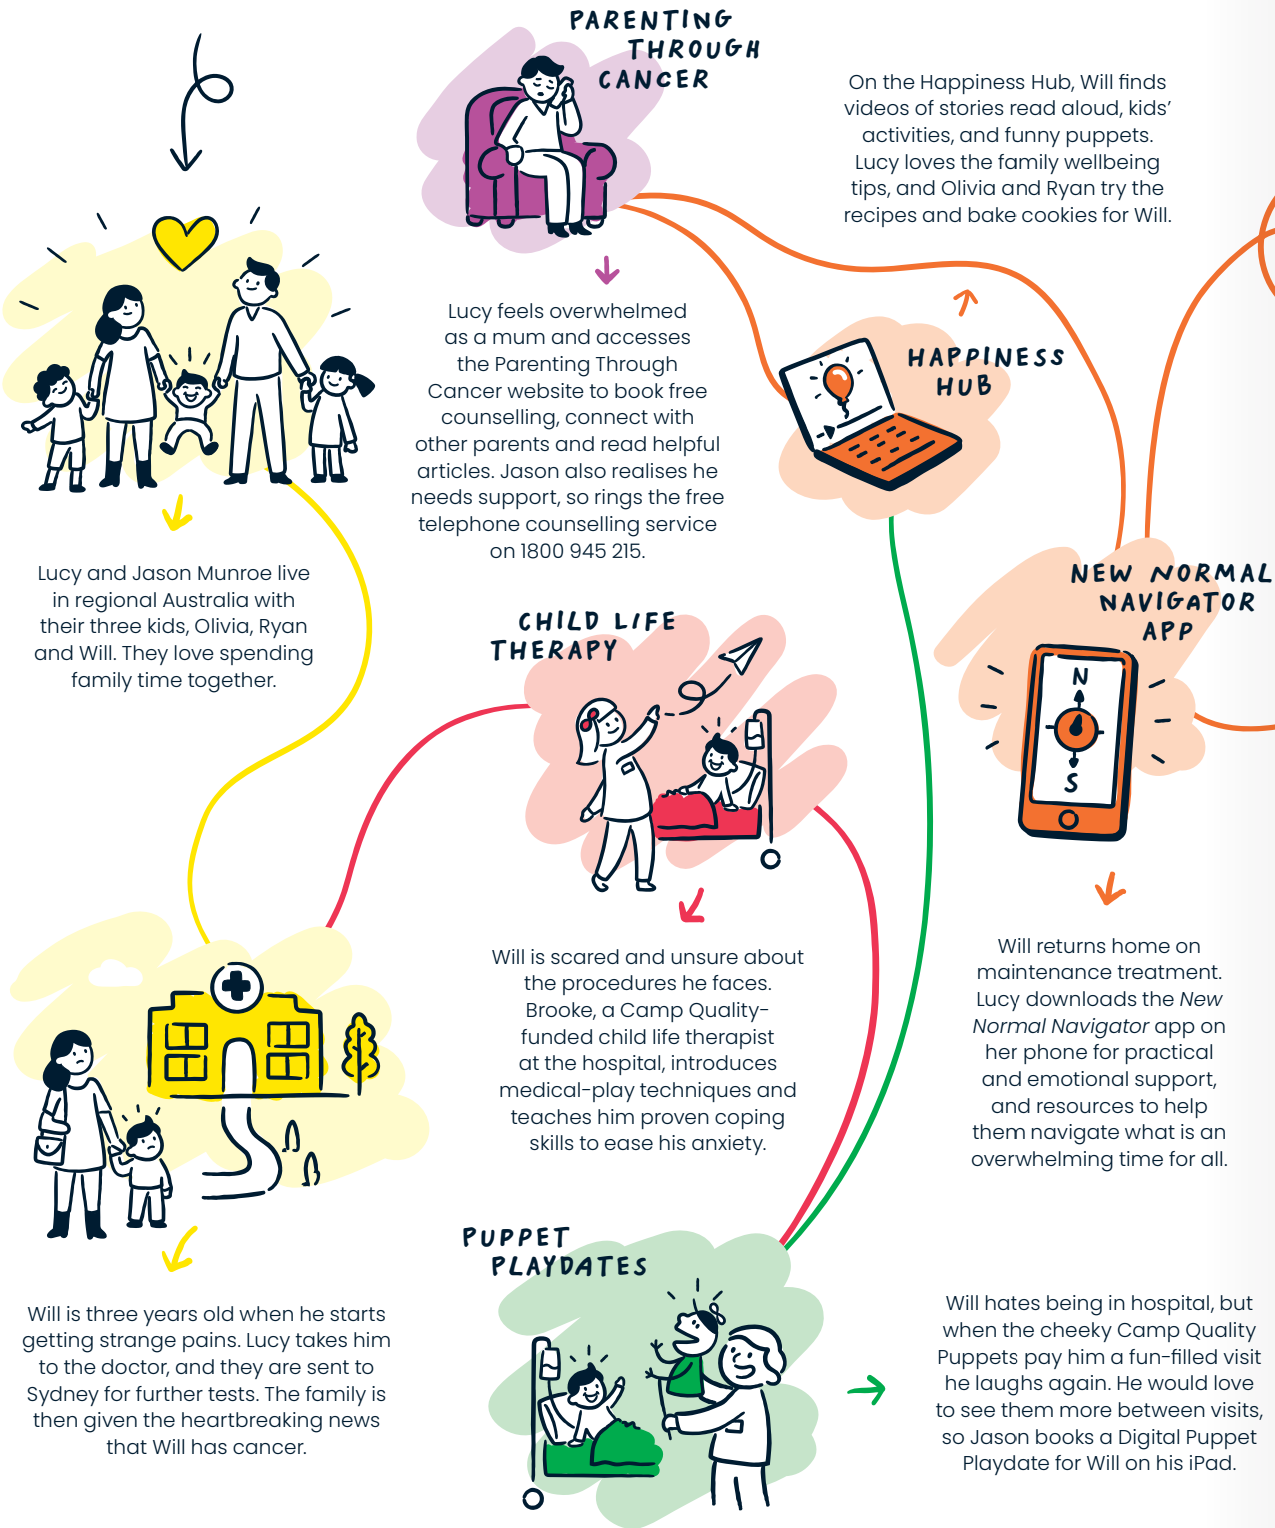 Lucy and Jason Munroe live
in regional Australia with
their three kids, Olivia, Ryan
and Will. They love spending
family time together.
Will is three years old when he starts
getting strange pains. Lucy takes him
to the doctor, and they are sent to
Sydney for further tests. The family is
then given the heartbreaking news
that Will has cancer.
CHILD LIFE
THERAPY
Will is scared and unsure about
the procedures he faces.
Brooke, a Camp Quality-
funded child life therapist
at the hospital, introduces
medical-play techniques and
teaches him proven coping
skills to ease his anxiety.
PUPPET
PLAYDATES
Will hates being in hospital, but
when the cheeky Camp Quality
Puppets pay him a fun-filled visit
he laughs again. He would love
to see them more between visits,
so Jason books a Digital Puppet
Playdate for Will on his iPad.
HAPPINESS
HUB
On the Happiness Hub, Will finds
videos of stories read aloud, kids'
activities, and funny puppets.
Lucy loves the family wellbeing
tips, and Olivia and Ryan try the
recipes and bake cookies for Will.
PARENTING
THROUGH
CANCER
Lucy feels overwhelmed
as a mum and accesses
the Parenting Through
Cancer website to book free
counselling, connect with
other parents and read helpful
articles. Jason also realises he
needs support, so rings the free
telephone counselling service
on 1800 945 215.
NEW NORMAL
NAVIGATOR
APP
N
S
Will returns home on
maintenance treatment.
Lucy downloads the New
Normal Navigator app on
her phone for practical
and emotional support,
and resources to help
them navigate what is an
overwhelming time for all.